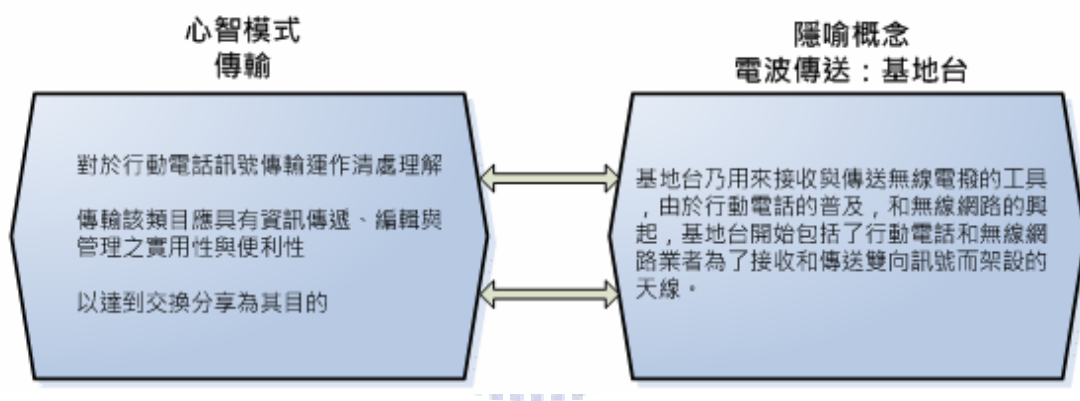 心智模式
傳輸
對於行動電話訊號傳輸運作清處理解
傳輸該類目應具有資訊傳遞、編輯與
管理之實用性與便利性
以達到交換分享為其目的
隱喻概念
電波傳送：基地台
基地台乃用來接收與傳送無線電撥的工具
，由於行動電話的普及，和無線網路的興
起，基地台開始包括了行動電話和無線網
路業者為了接收和傳送雙向訊號而架設的
天線。